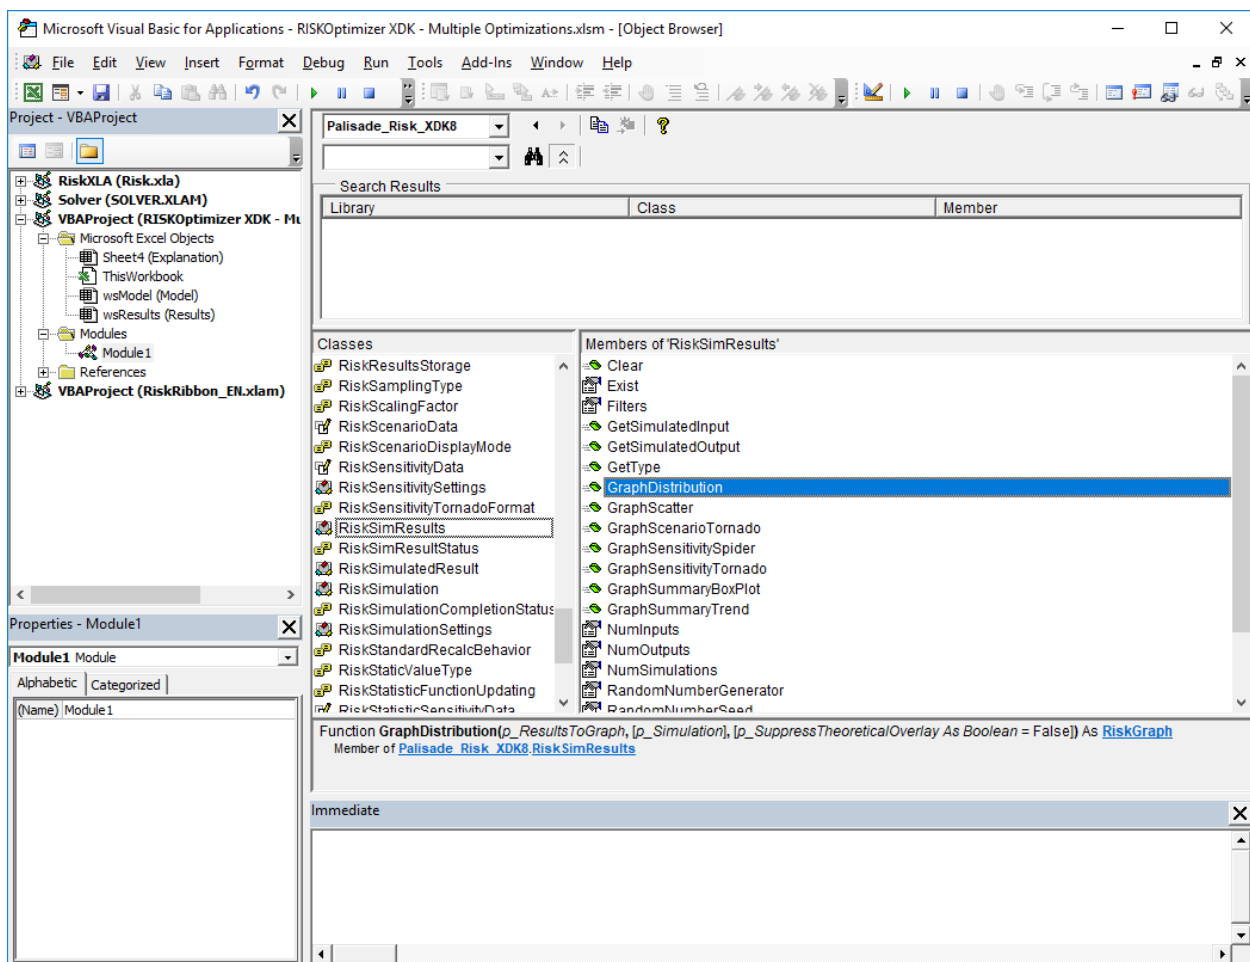 Microsoft Visual Basic for Applications - RISKOptimizer XDK - Multiple Optimizations.xlsm - [Object Browser]
File Edit View Insert Format Debug Run Tools Add-Ins Window Help
Project - VBAProject
RiskXLA (Risk.xla)
Solver (SOLVER.XLAM)
VBAProject (RISKOptimizer XDK - Mu
Microsoft Excel Objects
Sheet4 (Explanation)
ThisWorkbook
wsModel (Model)
wsResults (Results)
Modules
Module1
References
VBAProject (RiskRibbon_EN.xlam)
Properties - Module1
Module1 Module
Alphabetic Categorized
(Name) Module1
Palisade_Risk_XDK8
Search Results
Library Class Member
Classes
RiskResultsStorage
RiskSamplingType
RiskScalingFactor
RiskScenarioData
RiskScenarioDisplayMode
RiskSensitivityData
RiskSensitivitySettings
RiskSensitivityTornadoFormat
RiskSimResults
RiskSimResultStatus
RiskSimulatedResult
RiskSimulation
RiskSimulationCompletionStatus
RiskSimulationSettings
RiskStandardRecalcBehavior
RiskStaticValueType
RiskStatisticFunctionUpdating
RiskStatisticSensitivityData
Members of 'RiskSimResults'
Clear
Exist
Filters
GetSimulatedInput
GetSimulatedOutput
GetType
GraphDistribution
GraphScatter
GraphScenarioTornado
GraphSensitivitySpider
GraphSensitivityTornado
GraphSummaryBoxPlot
GraphSummaryTrend
NumInputs
NumOutputs
NumSimulations
RandomNumberGenerator
RandomNumberSeed
Function GraphDistribution(p_ResultsToGraph, [p_Simulation], [p_SuppressTheoreticalOverlay As Boolean = False]) As RiskGraph
Member of Palisade_Risk_XDK8.RiskSimResults
Immediate